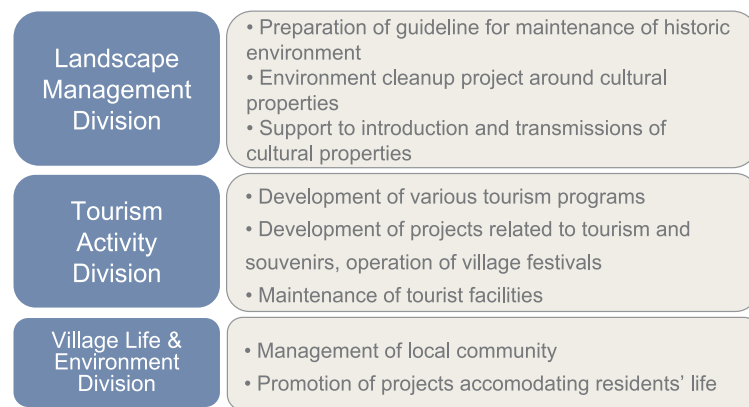 Landscape
Management
Division
• Preparation of guideline for maintenance of historic
environment
• Environment cleanup project around cultural
properties
• Support to introduction and transmissions of
cultural properties
Tourism
Activity
Division
• Development of various tourism programs
• Development of projects related to tourism and
souvenirs, operation of village festivals
• Maintenance of tourist facilities
Village Life &
Environment
Division
• Management of local community
• Promotion of projects accomodating residents’ life